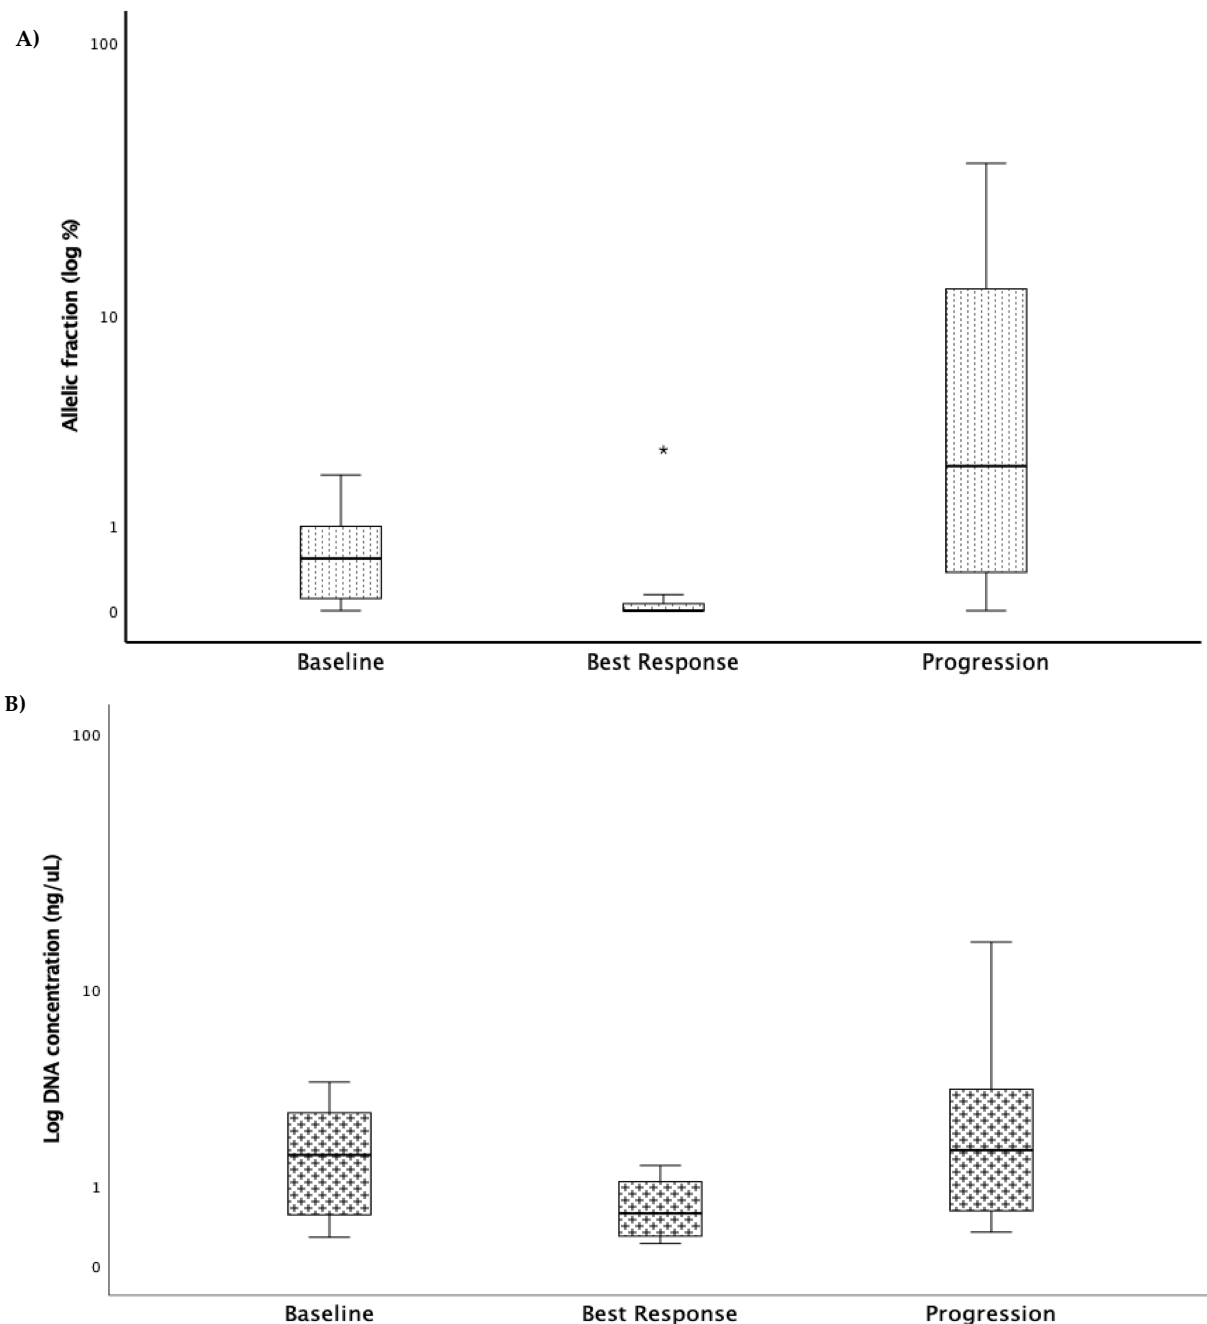 A)
100
10
1
0
Allelic fraction (log %)
*
Baseline Best Response Progression
B)
100
10
1
0
Log DNA concentration (ng/uL)
Baseline Best Response Progression